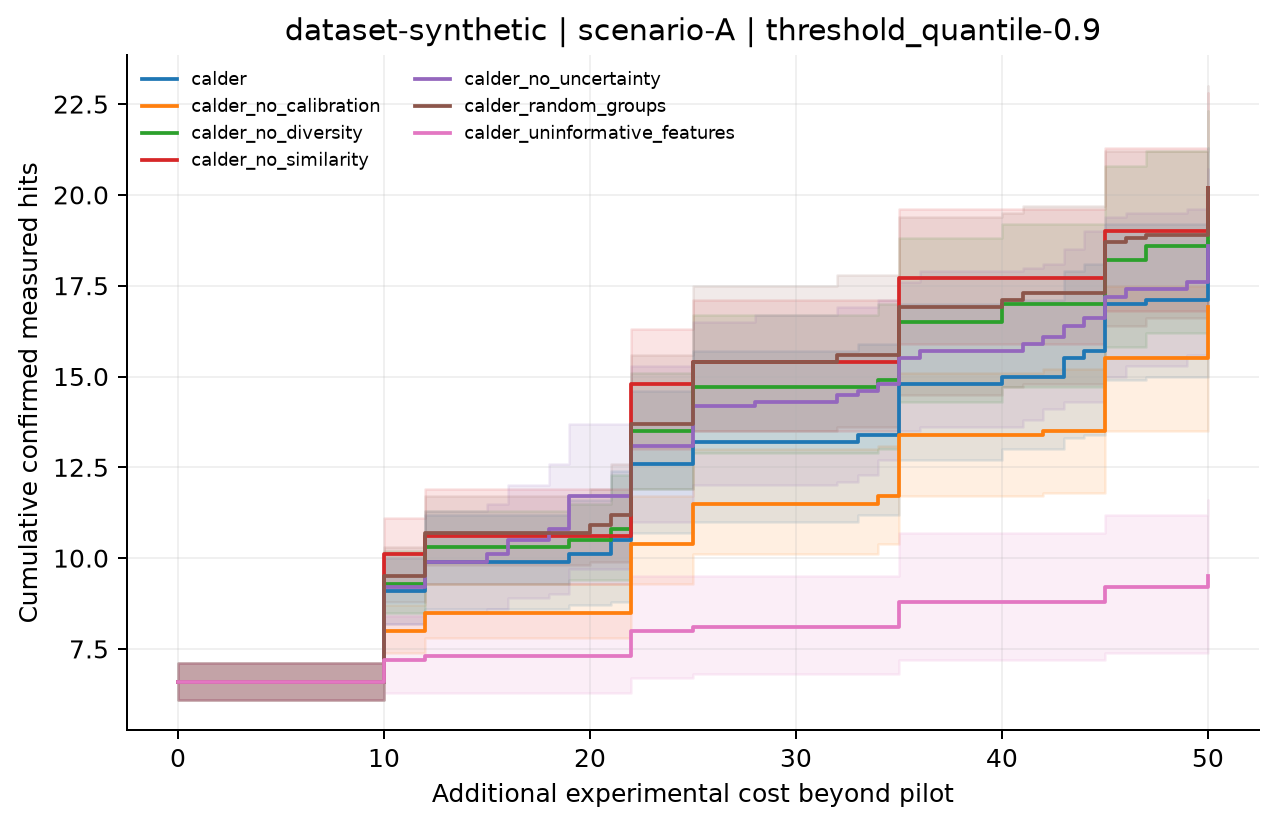 dataset-synthetic | scenario-A | threshold_quantile-0.9
calder
calder_no_calibration
calder_no_diversity
calder_no_similarity
calder_no_uncertainty
calder_random_groups
calder_uninformative_features
Cumulative confirmed measured hits
22.5
20.0
17.5
15.0
12.5
10.0
7.5
0 10 20 30 40 50
Additional experimental cost beyond pilot